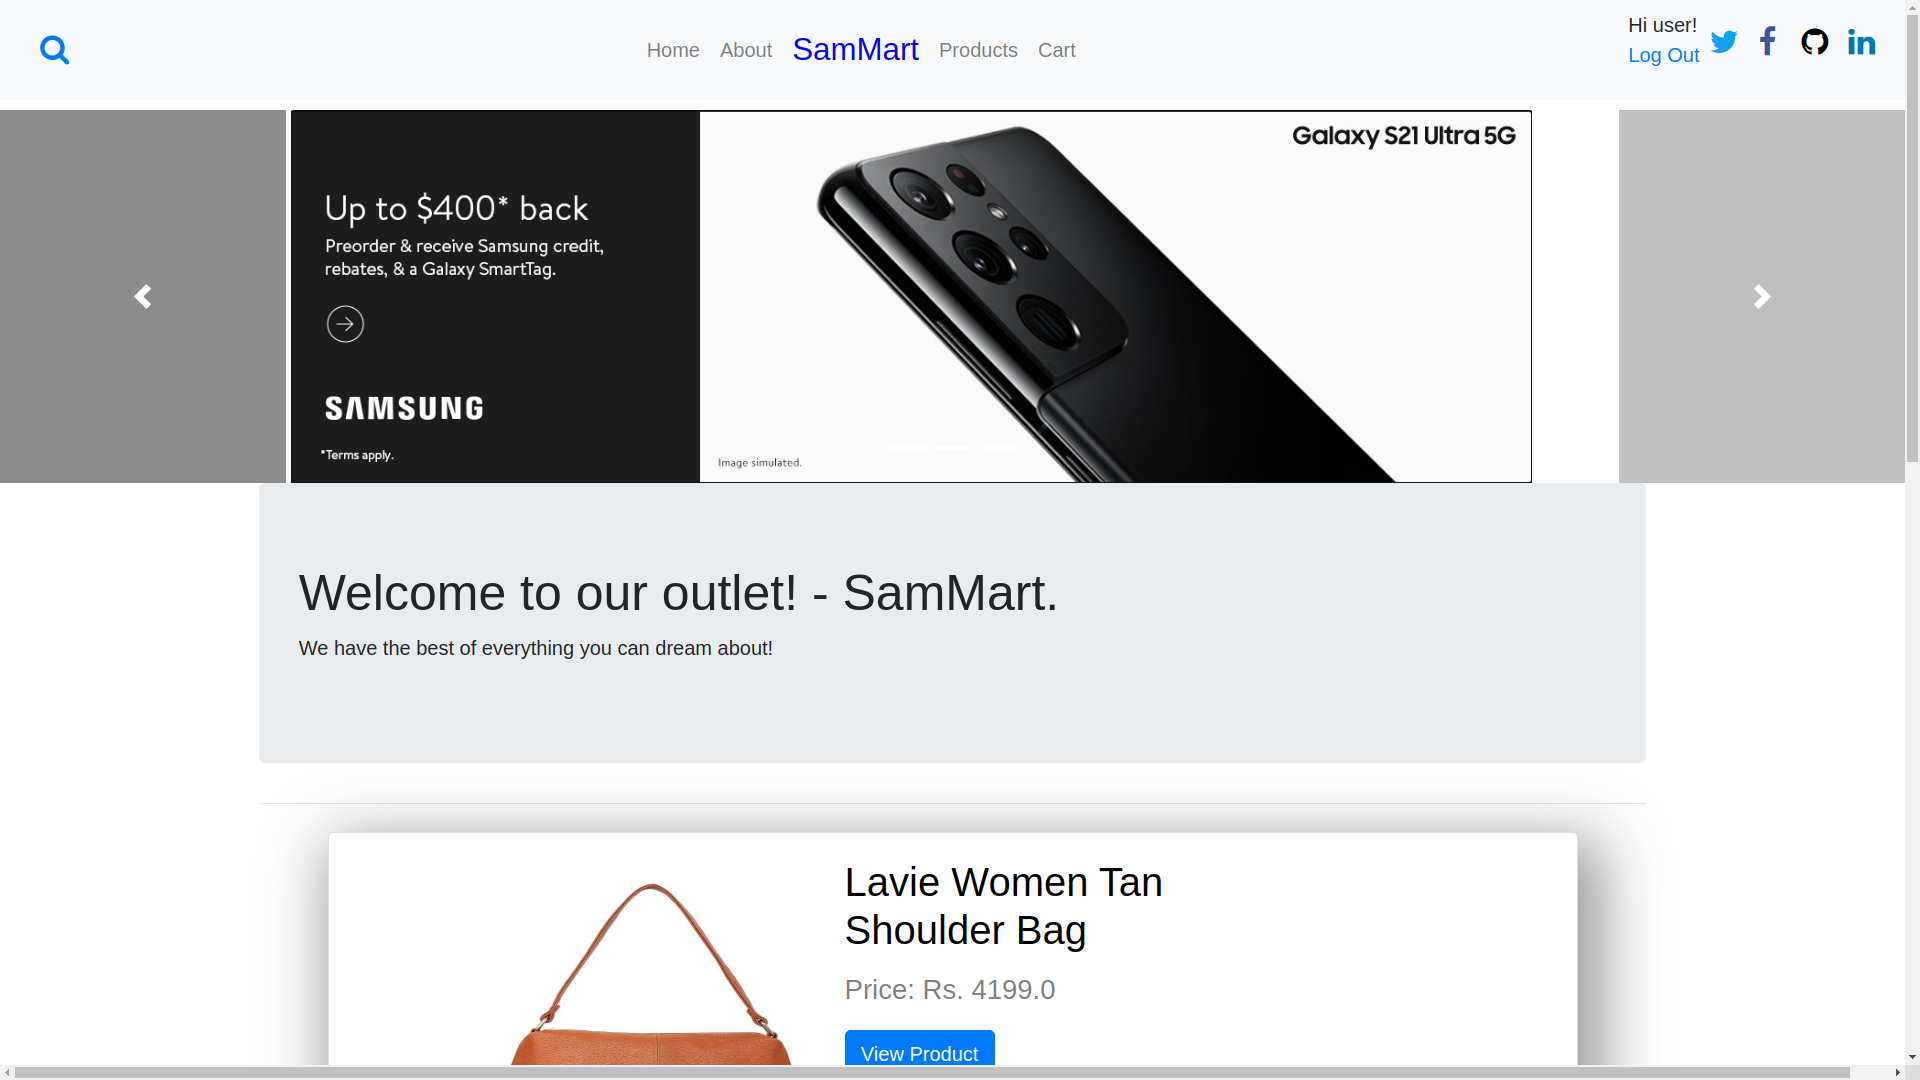 Home About SamMart Products Cart
Hi user!
Log Out
Galaxy S21 Ultra 5G
Up to $400* back
Preorder & receive Samsung credit,
rebates, & a Galaxy SmartTag.
SAMSUNG
*Terms apply.
Image simulated.
Welcome to our outlet! - SamMart.
We have the best of everything you can dream about!
Lavie Women Tan
Shoulder Bag
Price: Rs. 4199.0
View Product